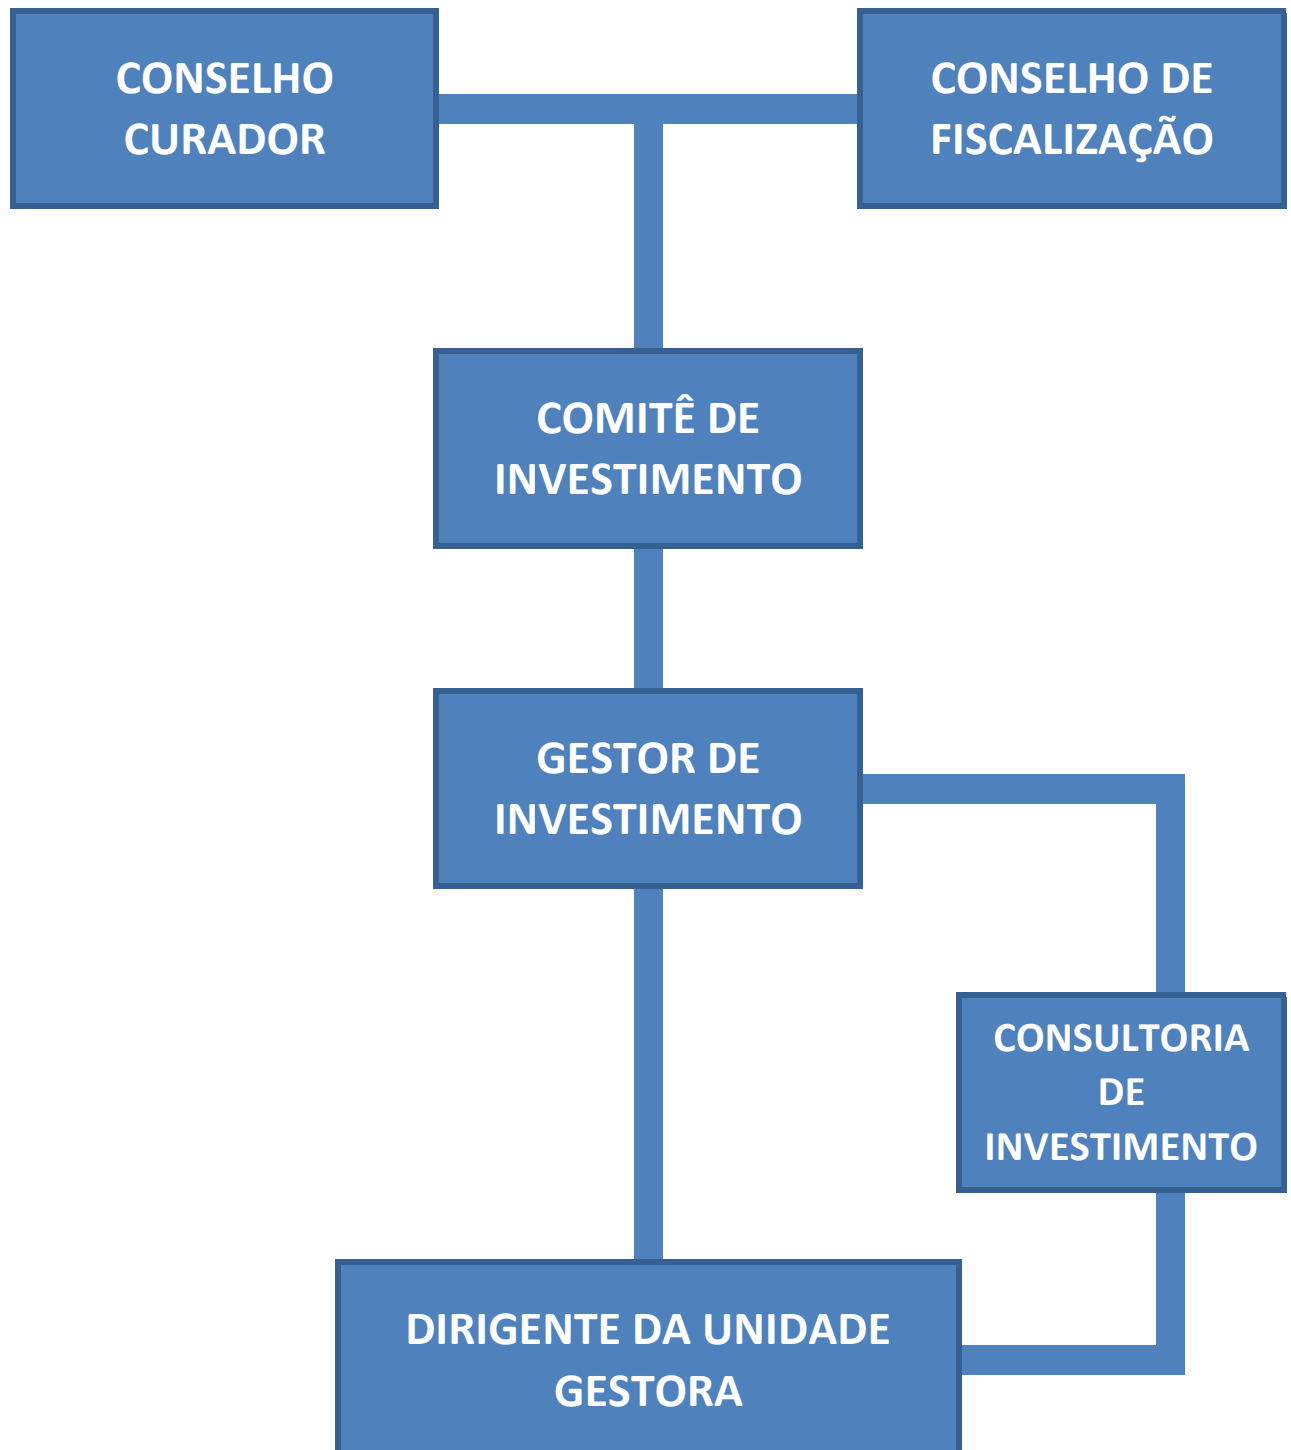 CONSELHO
CURADOR
CONSELHO DE
FISCALIZAÇÃO
COMITÊ DE
INVESTIMENTO
GESTOR DE
INVESTIMENTO
CONSULTORIA
DE
INVESTIMENTO
DIRIGENTE DA UNIDADE
GESTORA